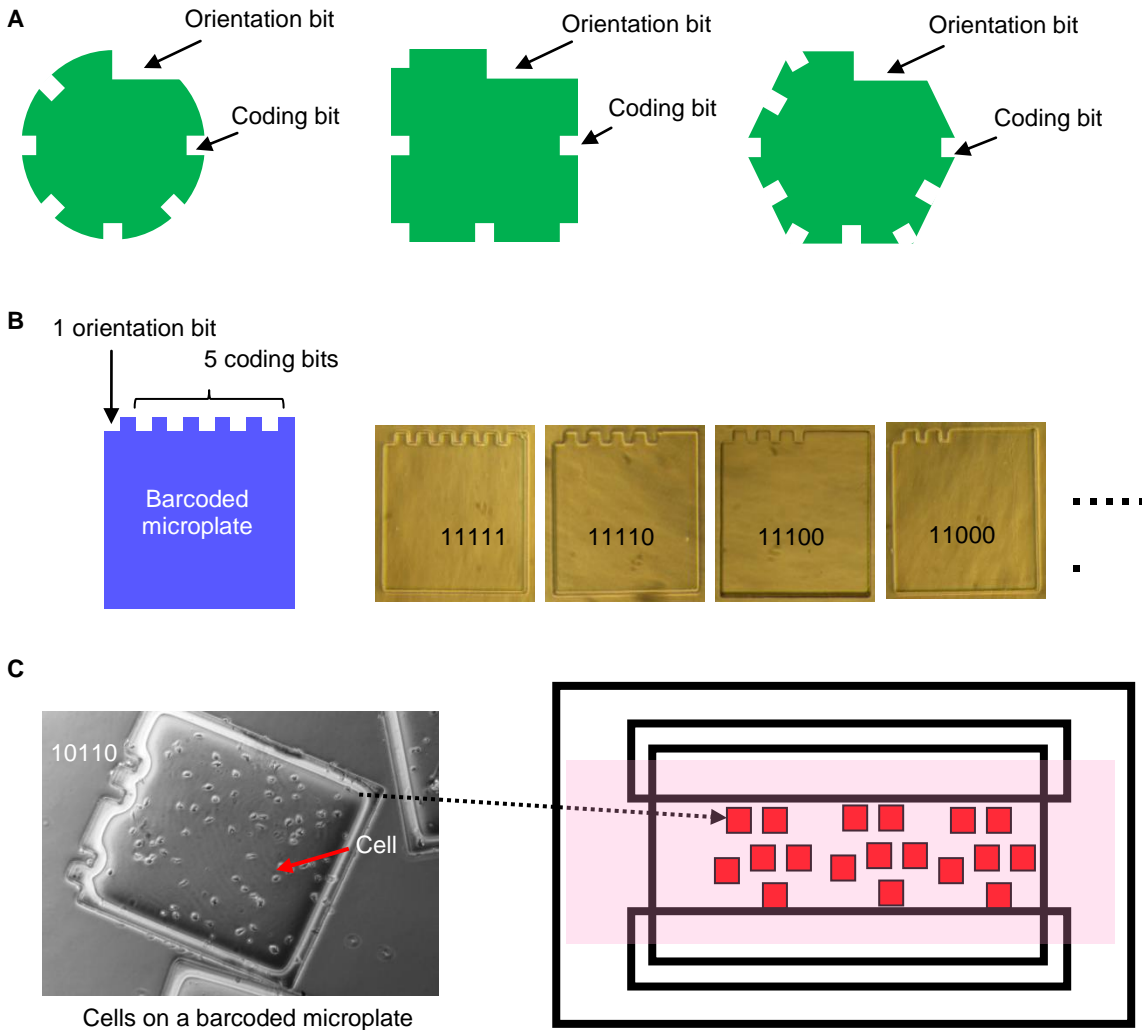 A
Orientation bit
Coding bit
Orientation bit
Coding bit
Orientation bit
Coding bit
B
1 orientation bit
5 coding bits
Barcoded
microplate
11111
11110
11100
11000
C
10110
Cell
Cells on a barcoded microplate